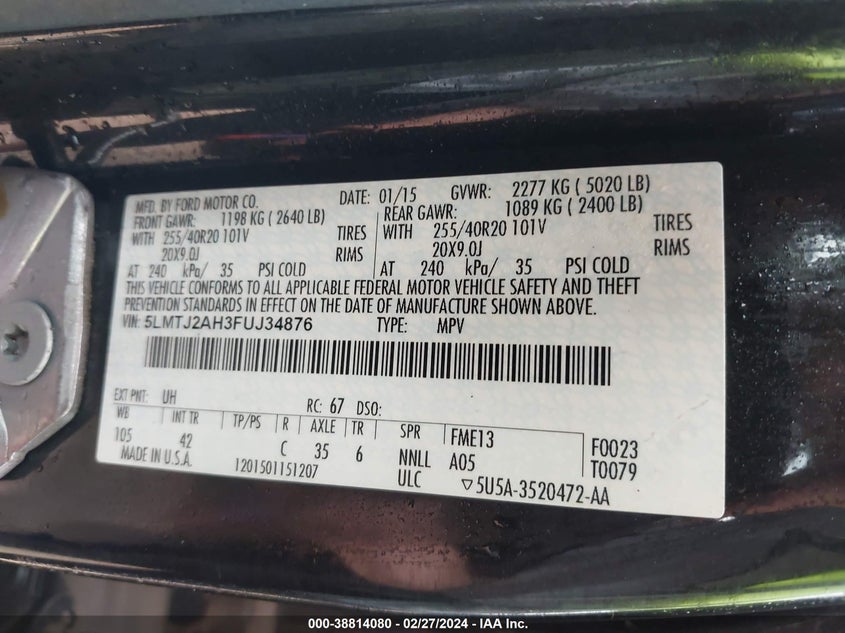 MFD. BY FORD MOTOR CO. DATE: 01/15 GVWR: 2277 KG ( 5020 LB)
FRONT GAWR: 1198 KG ( 2640 LB) REAR GAWR: 1089 KG ( 2400 LB)
WITH 255/40R20 101V TIRES WITH 255/40R20 101V TIRES
20X9.0J RIMS 20X9.0J RIMS
AT 240 kPa/ 35 PSI COLD AT 240 kPa/ 35 PSI COLD
THIS VEHICLE CONFORMS TO ALL APPLICABLE FEDERAL MOTOR VEHICLE SAFETY AND THEFT
PREVENTION STANDARDS IN EFFECT ON THE DATE OF MANUFACTURE SHOWN ABOVE.
VIN: 5LMTJ2AH3FUJ34876 TYPE: MPV
EXT PNT: UH RC: 67 DSO:
WB INT TR TP/PS R AXLE TR SPR FME13 F0023
105 42 C 35 6 NNLL A05 T0079
MADE IN U.S.A. 1201501151207 ULC ▽5U5A-3520472-AA
000-38814080 - 02/27/2024 - IAA Inc.